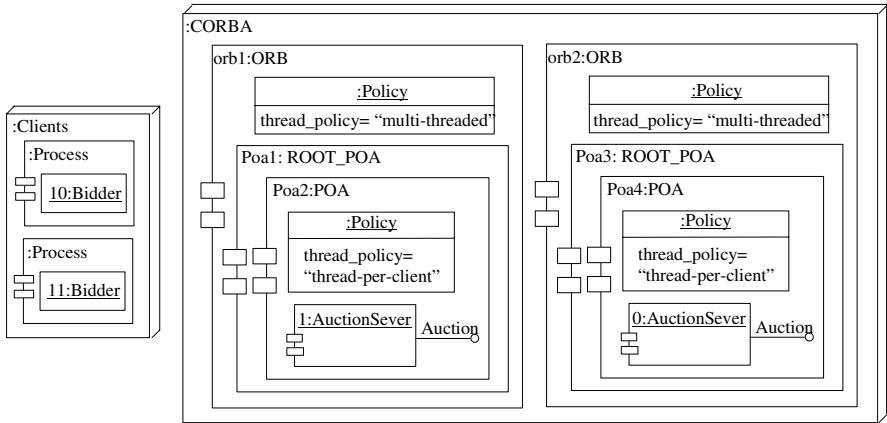 :Clients
:Process
10:Bidder
:Process
11:Bidder
:CORBA
orb1:ORB
:Policy
thread_policy= “multi-threaded”
Poa1: ROOT_POA
Poa2:POA
:Policy
thread_policy=
“thread-per-client”
1:AuctionSever
Auction
orb2:ORB
:Policy
thread_policy= “multi-threaded”
Poa3: ROOT_POA
Poa4:POA
:Policy
thread_policy=
“thread-per-client”
0:AuctionSever
Auction